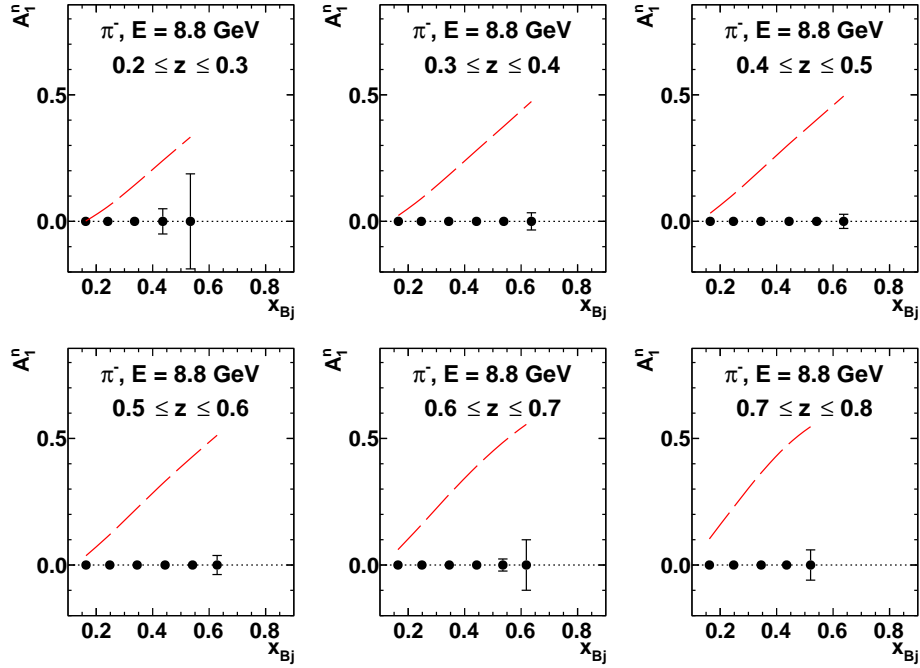 A₁ⁿ
π⁻, E = 8.8 GeV
0.2 ≤ z ≤ 0.3
0.5
0.0
0.2 0.4 0.6 0.8
x_Bj
A₁ⁿ
π⁻, E = 8.8 GeV
0.3 ≤ z ≤ 0.4
0.5
0.0
0.2 0.4 0.6 0.8
x_Bj
A₁ⁿ
π⁻, E = 8.8 GeV
0.4 ≤ z ≤ 0.5
0.5
0.0
0.2 0.4 0.6 0.8
x_Bj
A₁ⁿ
π⁻, E = 8.8 GeV
0.5 ≤ z ≤ 0.6
0.5
0.0
0.2 0.4 0.6 0.8
x_Bj
A₁ⁿ
π⁻, E = 8.8 GeV
0.6 ≤ z ≤ 0.7
0.5
0.0
0.2 0.4 0.6 0.8
x_Bj
A₁ⁿ
π⁻, E = 8.8 GeV
0.7 ≤ z ≤ 0.8
0.5
0.0
0.2 0.4 0.6 0.8
x_Bj